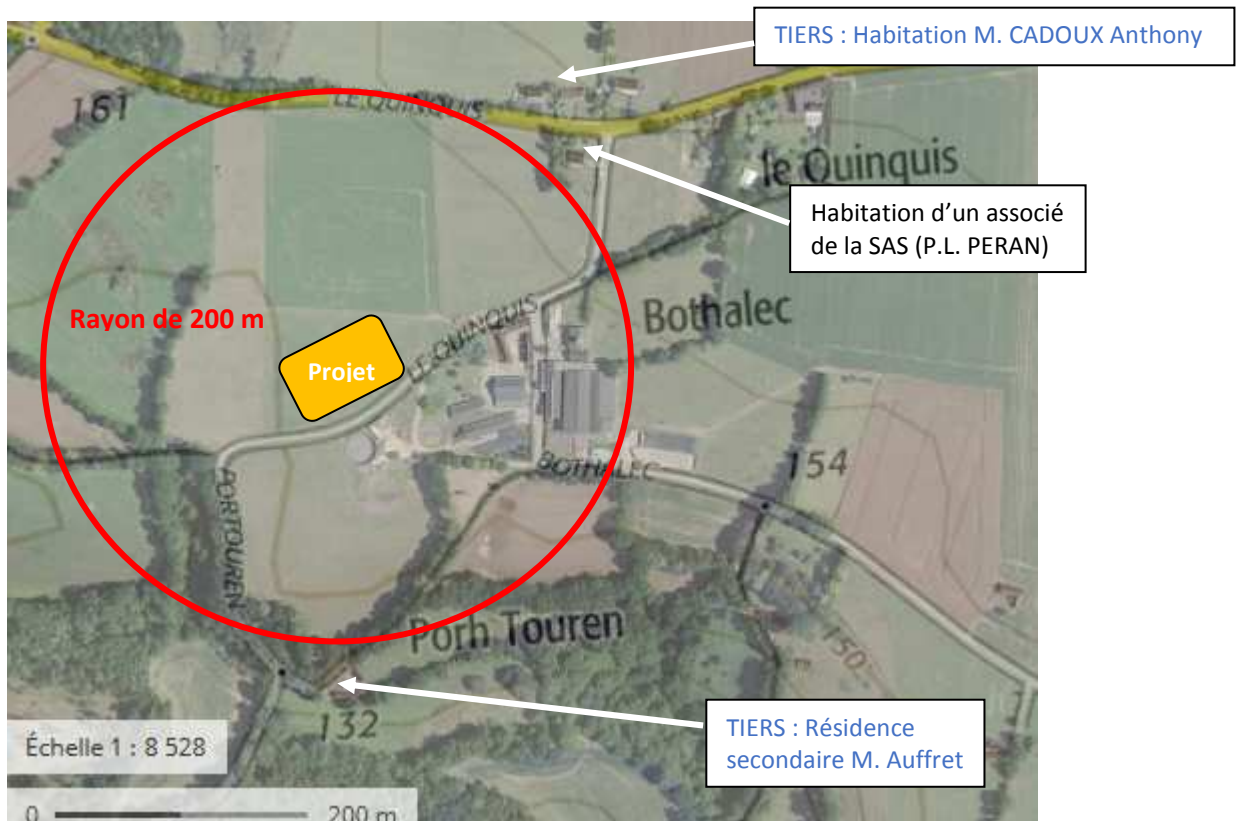 TIERS : Habitation M. CADOUX Anthony
161
LE QUINQUIS
le Quinquis
Habitation d’un associé
de la SAS (P.L. PERAN)
Rayon de 200 m
Bothalec
LE QUINQUIS
Projet
BOTHALEC
154
PORTOUREN
Porh Touren
150
132
TIERS : Résidence
secondaire M. Auffret
Échelle 1 : 8 528
0 200 m